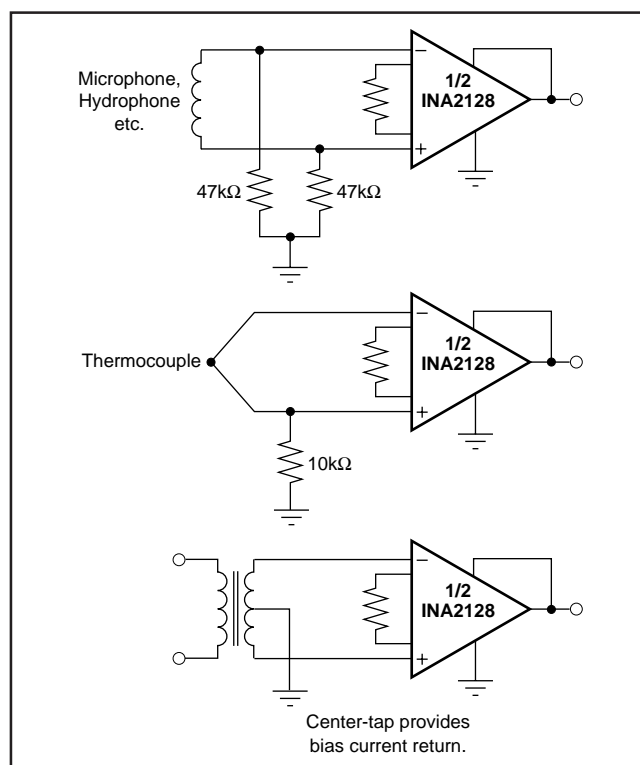 Microphone,
Hydrophone
etc.
−
1/2
INA2128
+
47kΩ
47kΩ
Thermocouple
−
1/2
INA2128
+
10kΩ
−
1/2
INA2128
+
Center-tap provides
bias current return.